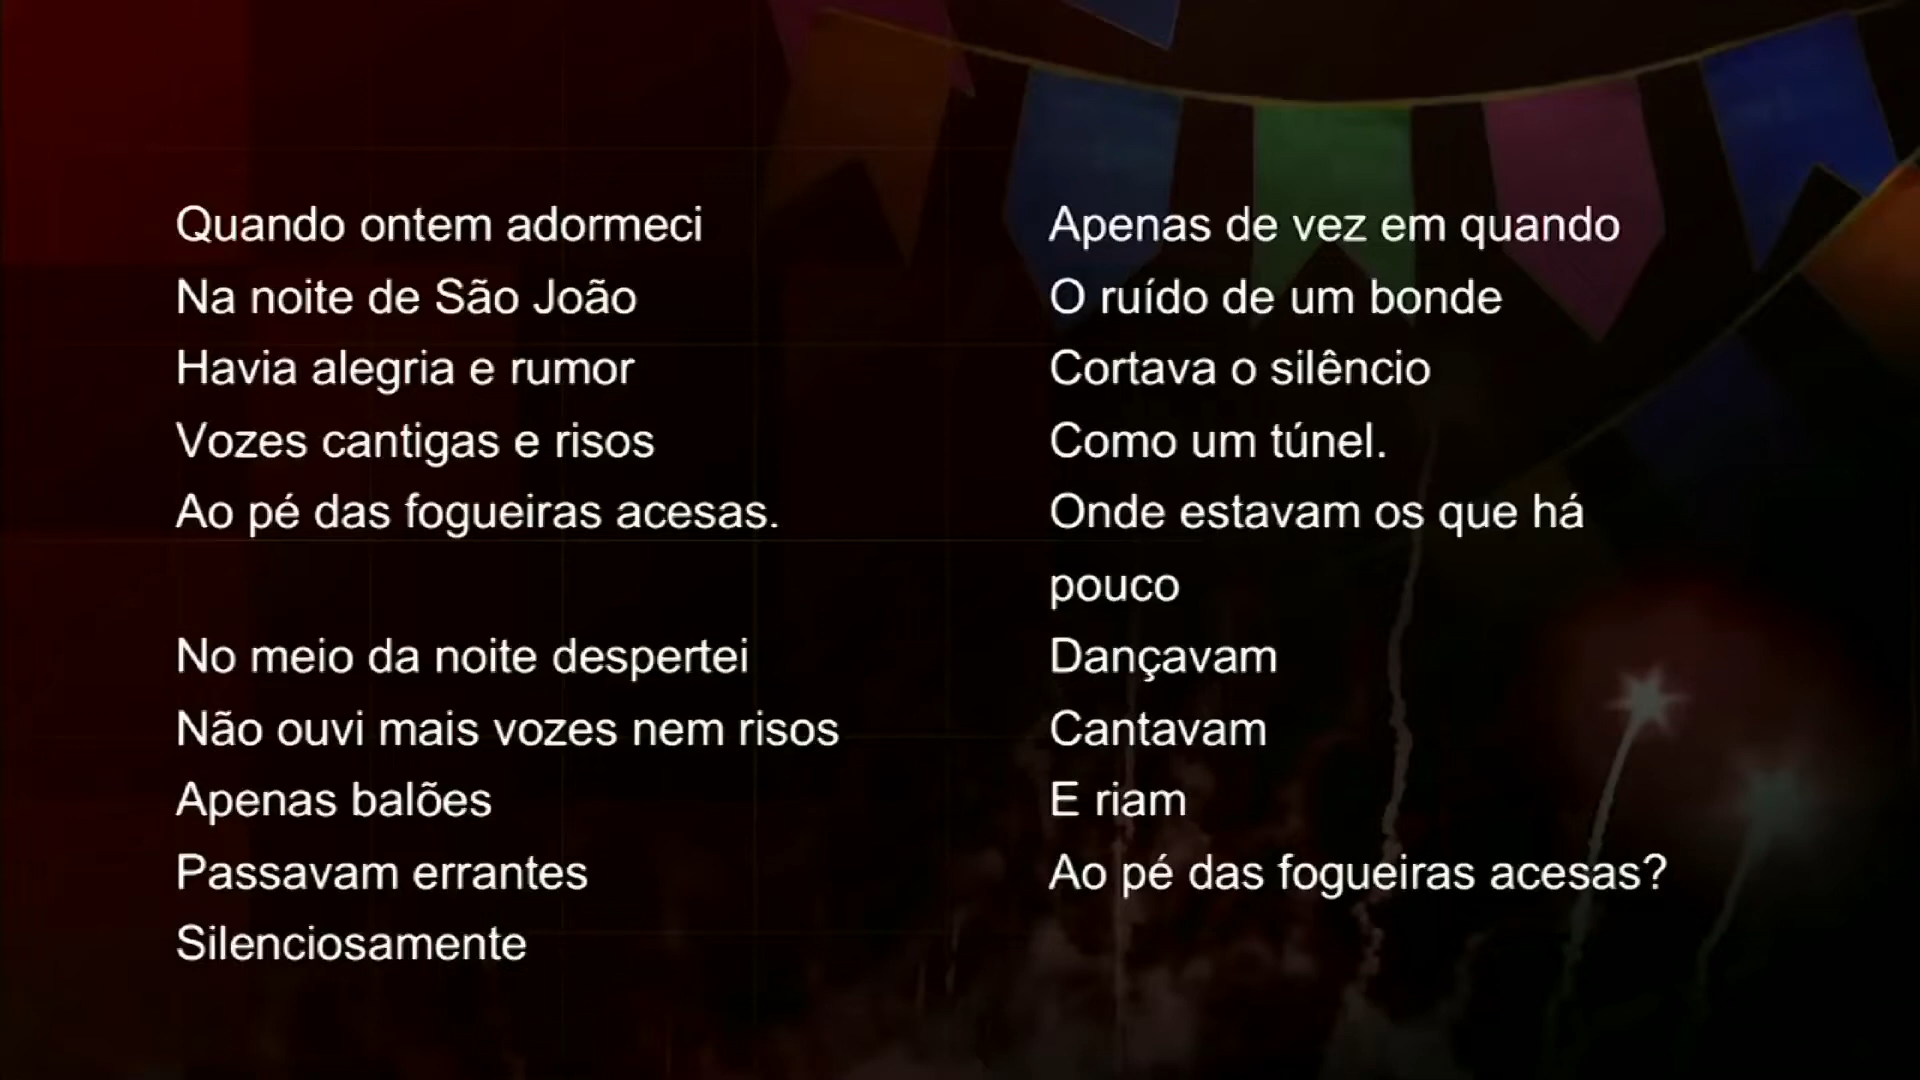 Quando ontem adormeci
Na noite de São João
Havia alegria e rumor
Vozes cantigas e risos
Ao pé das fogueiras acesas.
No meio da noite despertei
Não ouvi mais vozes nem risos
Apenas balões
Passavam errantes
Silenciosamente
Apenas de vez em quando
O ruído de um bonde
Cortava o silêncio
Como um túnel.
Onde estavam os que há
pouco
Dançavam
Cantavam
E riam
Ao pé das fogueiras acesas?